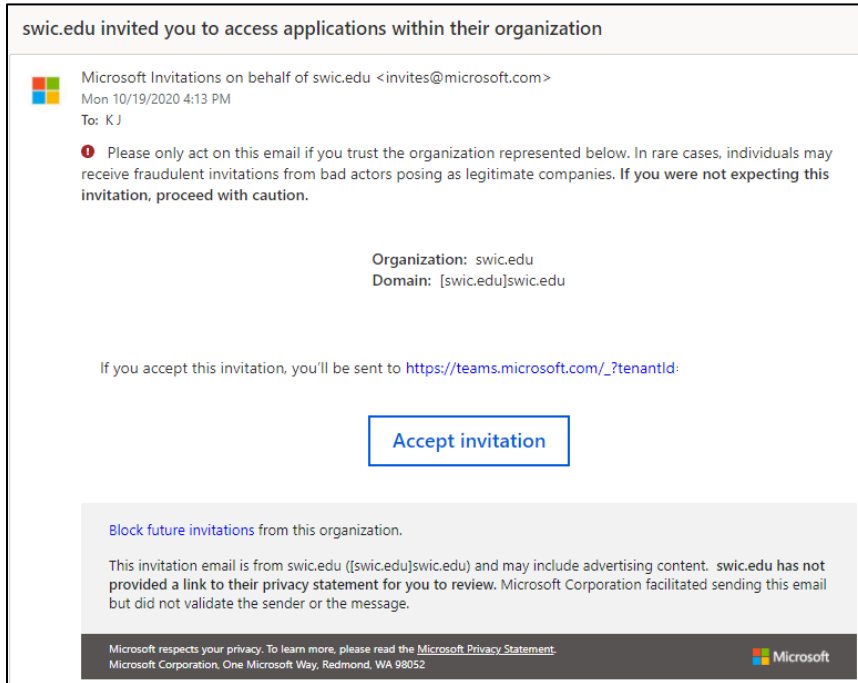 swic.edu invited you to access applications within their organization
Microsoft Invitations on behalf of swic.edu <invites@microsoft.com>
Mon 10/19/2020 4:13 PM
To: K J
Please only act on this email if you trust the organization represented below. In rare cases, individuals may
receive fraudulent invitations from bad actors posing as legitimate companies. If you were not expecting this
invitation, proceed with caution.
Organization: swic.edu
Domain: [swic.edu]swic.edu
If you accept this invitation, you'll be sent to https://teams.microsoft.com/_?tenantId:
Accept invitation
Block future invitations from this organization.
This invitation email is from swic.edu ([swic.edu]swic.edu) and may include advertising content. swic.edu has not
provided a link to their privacy statement for you to review. Microsoft Corporation facilitated sending this email
but did not validate the sender or the message.
Microsoft respects your privacy. To learn more, please read the Microsoft Privacy Statement.
Microsoft Corporation, One Microsoft Way, Redmond, WA 98052
Microsoft